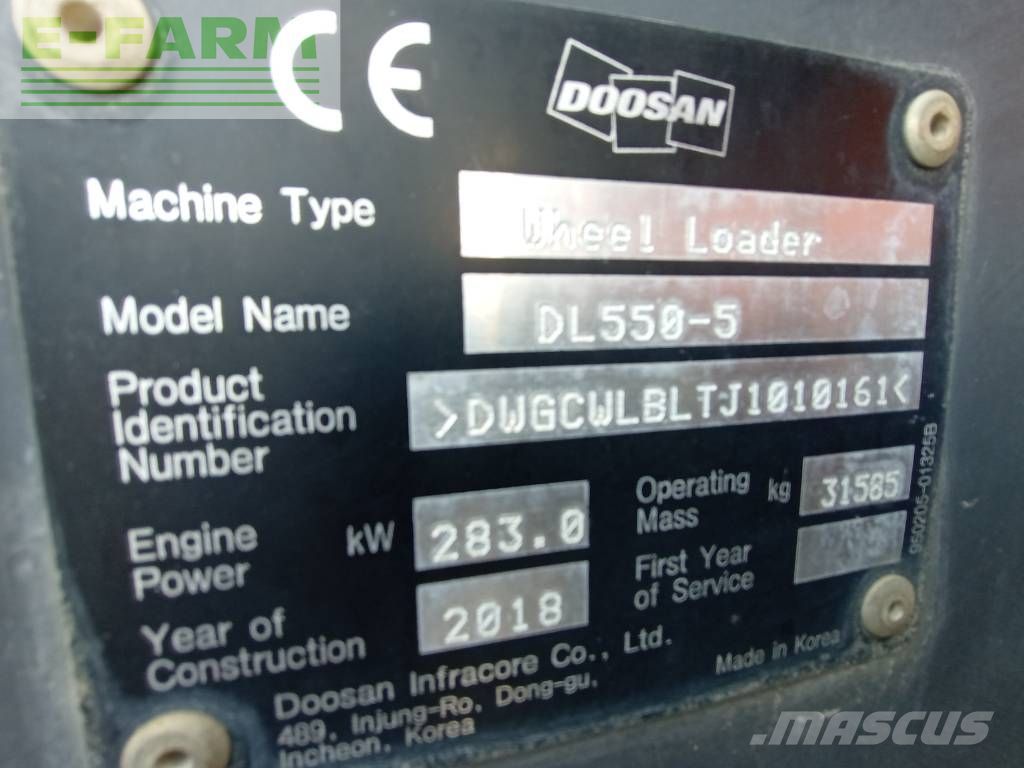 E-FARM
CE
DOOSAN
Machine Type Wheel Loader
Model Name DL550-5
Product
Identification
Number >DWGCWLBLTJ1010161<
Engine
Power kW 283.0
Operating
Mass kg 31585
Year of
Construction 2018
First Year
of Service
Doosan Infracore Co., Ltd.
489, Injung-Ro, Dong-gu,
Incheon, Korea
Made in Korea
950205-01325B
MASCUS